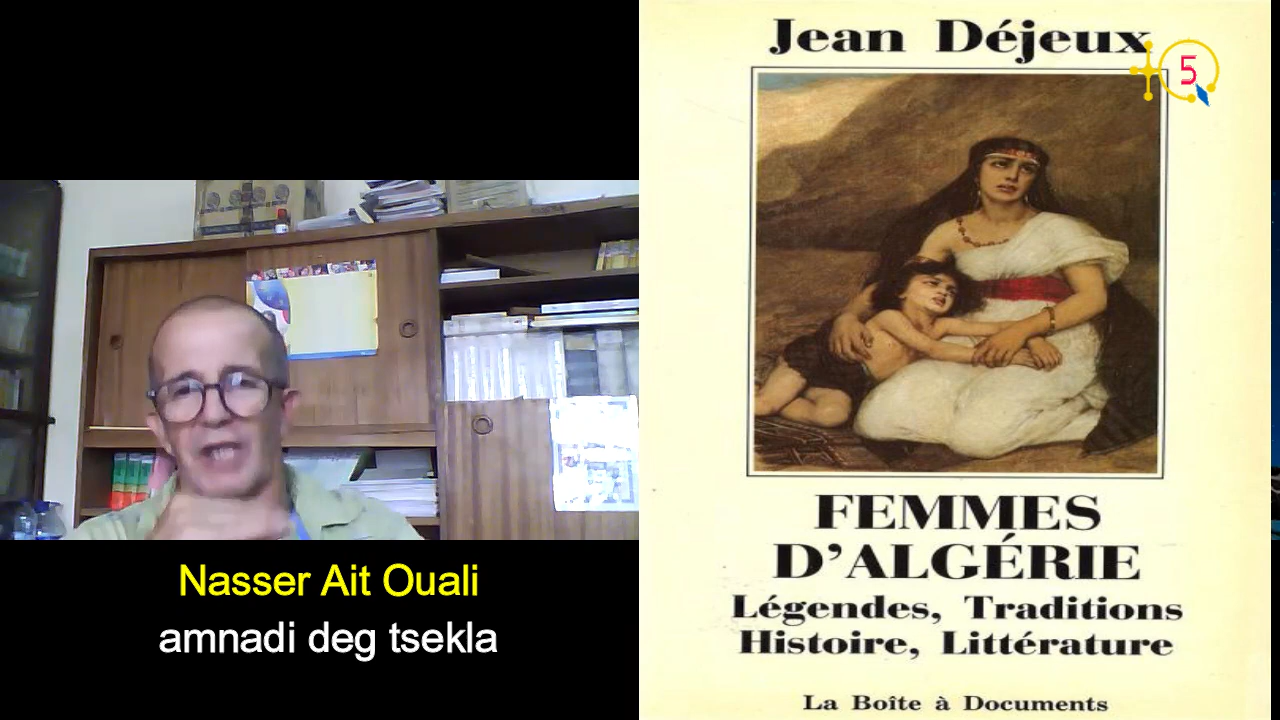 Nasser Ait Ouali
amnadi deg tsekla
Jean Déjeux
5
FEMMES
D'ALGÉRIE
Légendes, Traditions
Histoire, Littérature
La Boîte à Documents